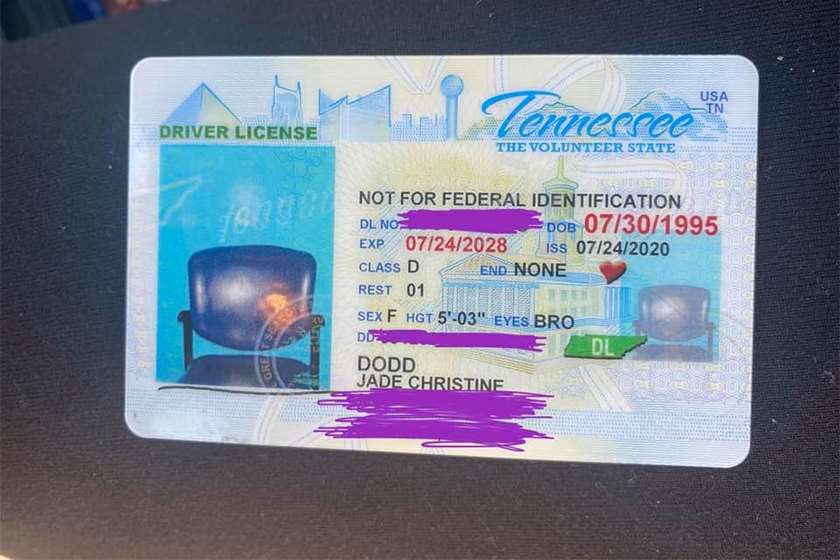 USA
TN
Tennessee
THE VOLUNTEER STATE
DRIVER LICENSE
NOT FOR FEDERAL IDENTIFICATION
DL NO. DOB 07/30/1995
EXP 07/24/2028 ISS 07/24/2020
CLASS D END NONE
REST 01
SEX F HGT 5'-03" EYES BRO
DD
DL
DODD
JADE CHRISTINE